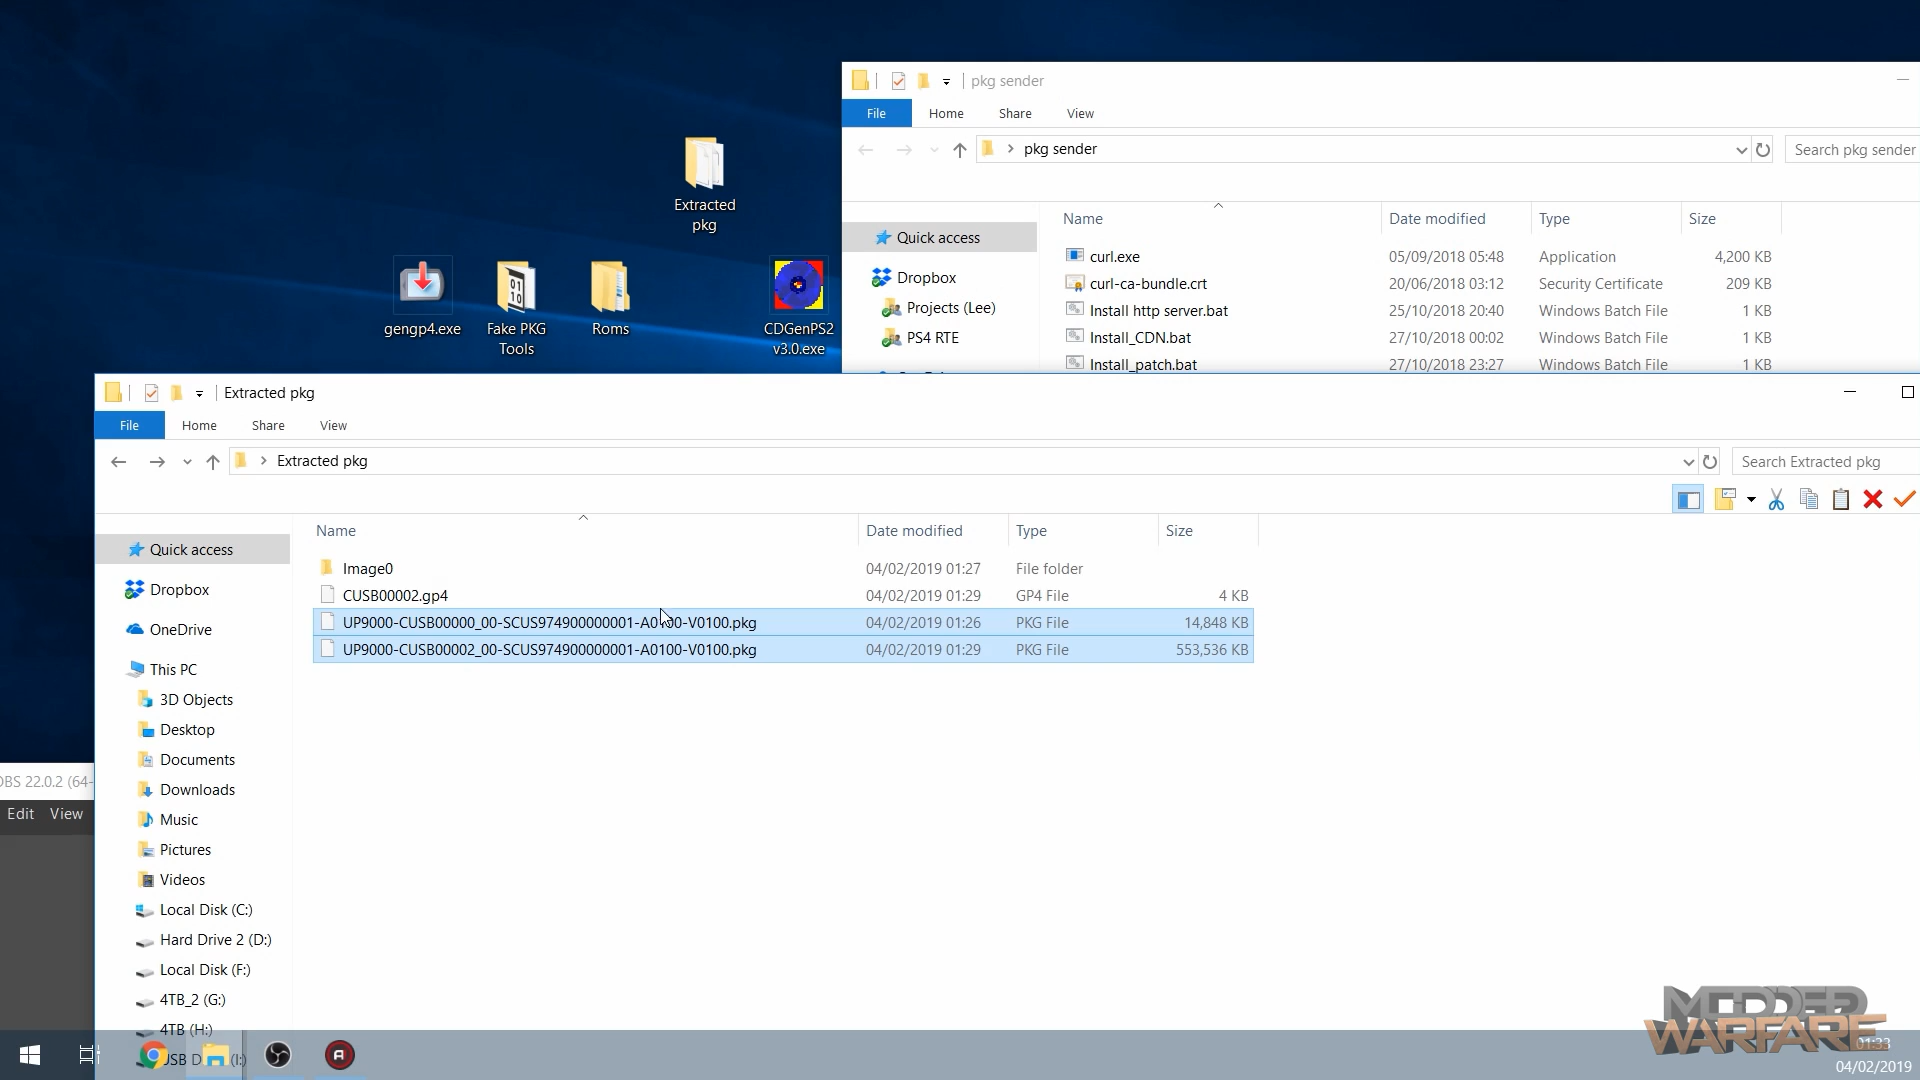 pkg sender
File Home Share View
pkg sender
Search pkg sender
Name Date modified Type Size
Quick access
Dropbox
Projects (Lee)
PS4 RTE
curl.exe 05/09/2018 05:48 Application 4,200 KB
curl-ca-bundle.crt 20/06/2018 03:12 Security Certificate 209 KB
Install http server.bat 25/10/2018 20:40 Windows Batch File 1 KB
Install_CDN.bat 27/10/2018 00:02 Windows Batch File 1 KB
Install_patch.bat 27/10/2018 23:27 Windows Batch File 1 KB
Extracted
pkg
gengp4.exe
Fake PKG
Tools
Roms
CDGenPS2
v3.0.exe
Extracted pkg
File Home Share View
Extracted pkg
Search Extracted pkg
Name Date modified Type Size
Image0 04/02/2019 01:27 File folder
CUSB00002.gp4 04/02/2019 01:29 GP4 File 4 KB
UP9000-CUSB00000_00-SCUS974900000001-A0100-V0100.pkg 04/02/2019 01:26 PKG File 14,848 KB
UP9000-CUSB00002_00-SCUS974900000001-A0100-V0100.pkg 04/02/2019 01:29 PKG File 553,536 KB
Quick access
Dropbox
OneDrive
This PC
3D Objects
Desktop
Documents
Downloads
Music
Pictures
Videos
Local Disk (C:)
Hard Drive 2 (D:)
Local Disk (F:)
4TB_2 (G:)
4TB (H:)
USB D (I:)
OBS 22.0.2 (64-
Edit View
MODDED
WARFARE
01:33
04/02/2019